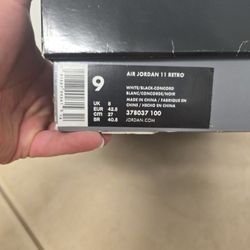 9
AIR JORDAN 11 RETRO
WHITE/BLACK-CONCORD
BLANC/CONCORDE/NOIR
MADE IN CHINA / FABRIQUE EN
CHINE / HECHO EN CHINA
UK 8
EUR 42.5
cm 27
BR 40.5
378037 100
JORDAN.COM